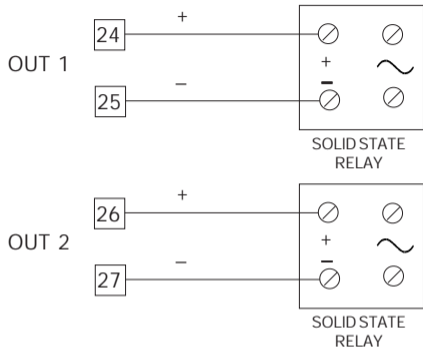 24 +
OUT 1 + ~
25 − −
SOLID STATE
RELAY
26 +
OUT 2 + ~
27 − −
SOLID STATE
RELAY